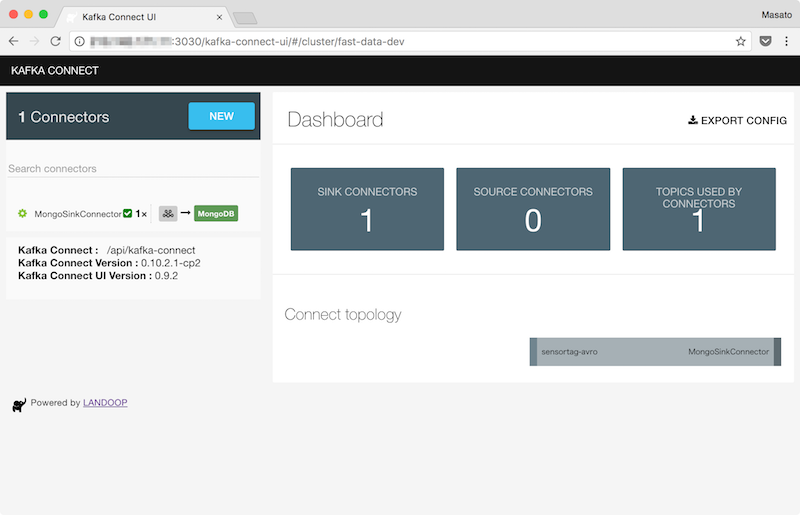 Kafka Connect UI
Masato
:3030/kafka-connect-ui/#/cluster/fast-data-dev
KAFKA CONNECT
1 Connectors
NEW
Search connectors
MongoSinkConnector 1×
MongoDB
Kafka Connect : /api/kafka-connect
Kafka Connect Version : 0.10.2.1-cp2
Kafka Connect UI Version : 0.9.2
Powered by LANDOOP
Dashboard
EXPORT CONFIG
SINK CONNECTORS
1
SOURCE CONNECTORS
0
TOPICS USED BY
CONNECTORS
1
Connect topology
sensortag-avro
MongoSinkConnector